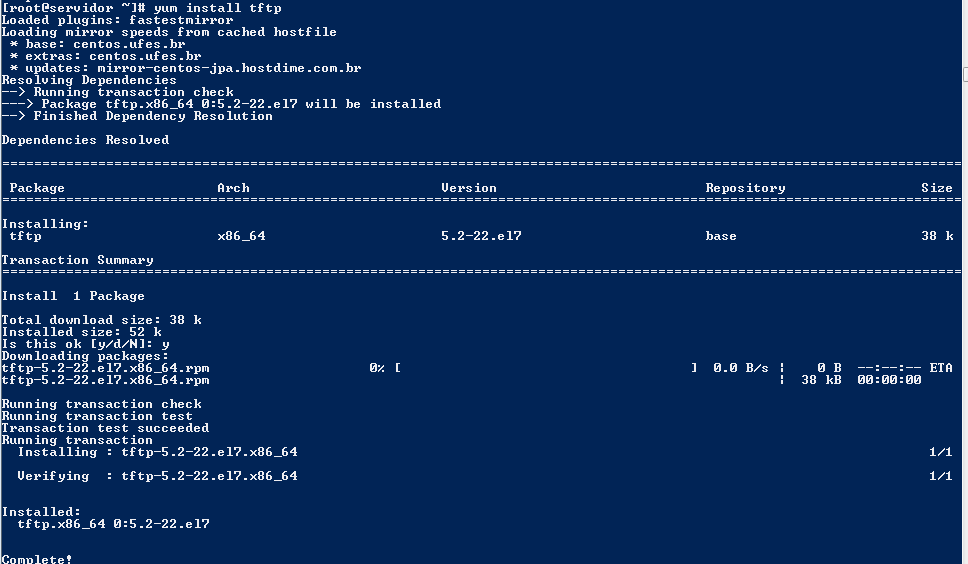 [root@servidor ~]# yum install tftp
Loaded plugins: fastestmirror
Loading mirror speeds from cached hostfile
 * base: centos.ufes.br
 * extras: centos.ufes.br
 * updates: mirror-centos-jpa.hostdime.com.br
Resolving Dependencies
--> Running transaction check
---> Package tftp.x86_64 0:5.2-22.el7 will be installed
--> Finished Dependency Resolution
Dependencies Resolved
================================================================================
Package Arch Version Repository Size
================================================================================
Installing:
 tftp x86_64 5.2-22.el7 base 38 k
Transaction Summary
================================================================================
Install  1 Package
Total download size: 38 k
Installed size: 52 k
Is this ok [y/d/N]: y
Downloading packages:
tftp-5.2-22.el7.x86_64.rpm 0% [ ] 0.0 B/s ¦ 0 B --:--:-- ETA
tftp-5.2-22.el7.x86_64.rpm ¦ 38 kB 00:00:00
Running transaction check
Running transaction test
Transaction test succeeded
Running transaction
  Installing : tftp-5.2-22.el7.x86_64 1/1
  Verifying  : tftp-5.2-22.el7.x86_64 1/1
Installed:
  tftp.x86_64 0:5.2-22.el7
Complete!